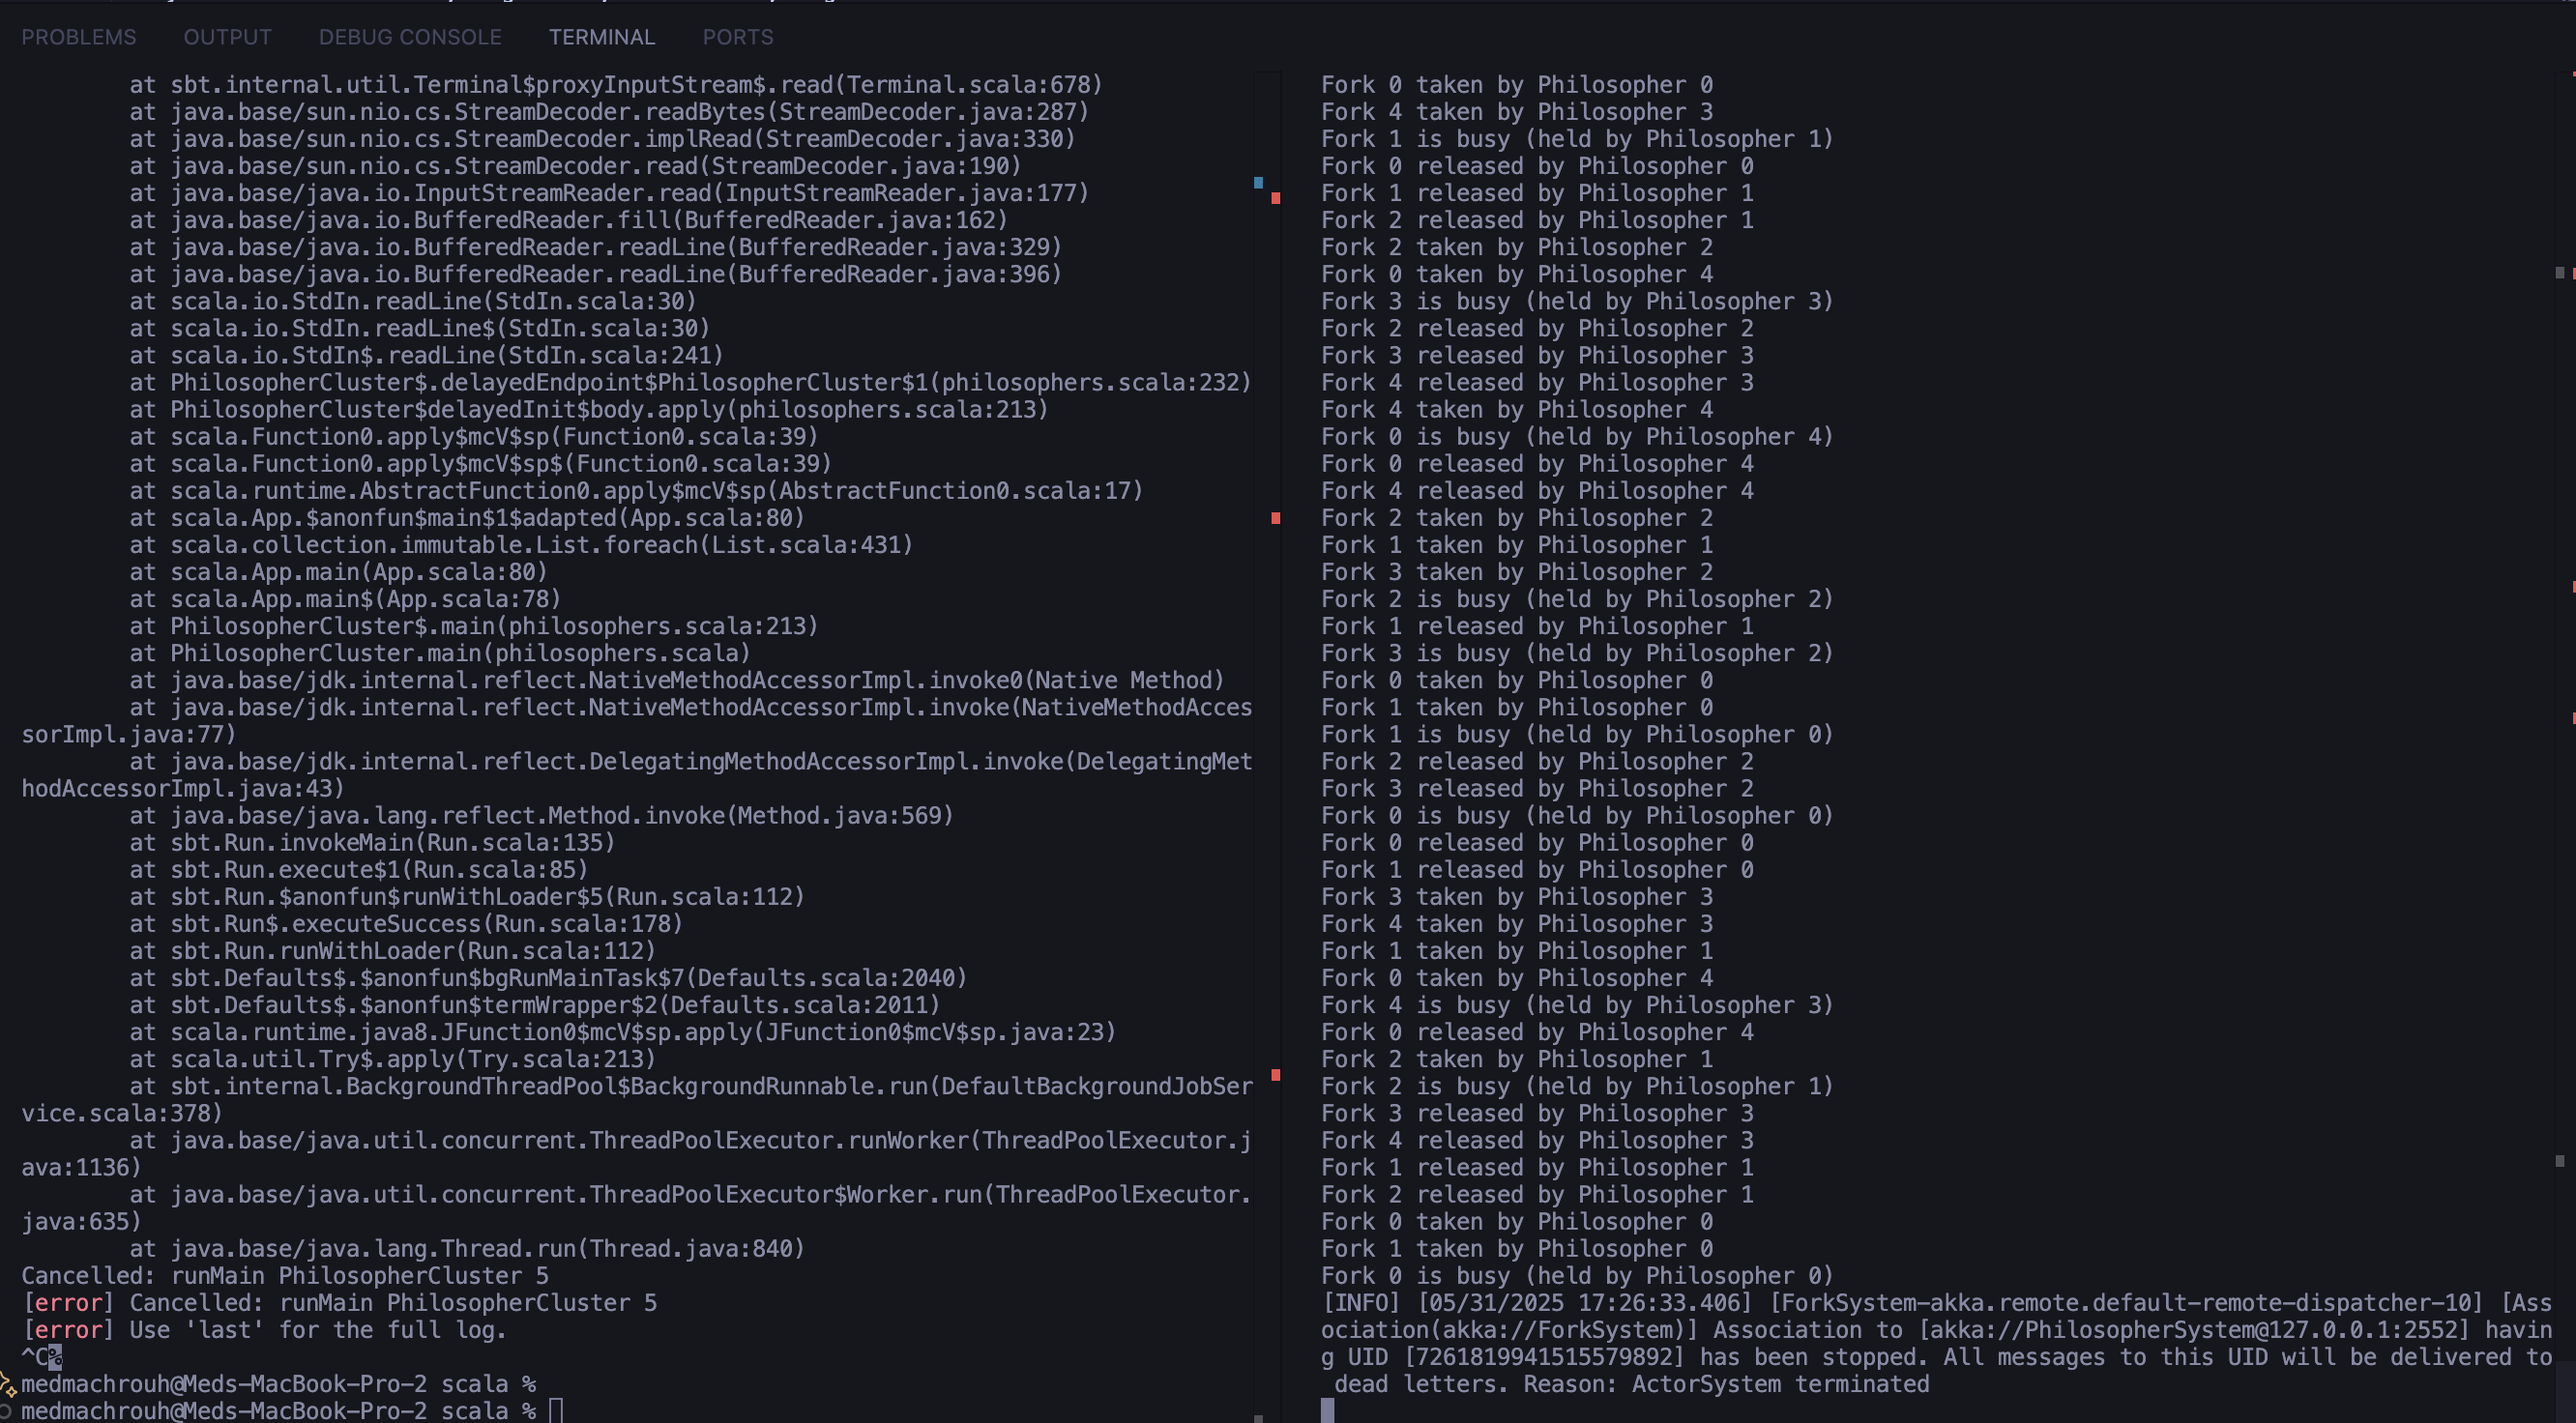 PROBLEMS OUTPUT DEBUG CONSOLE TERMINAL PORTS
at sbt.internal.util.Terminal$proxyInputStream$.read(Terminal.scala:678)
at java.base/sun.nio.cs.StreamDecoder.readBytes(StreamDecoder.java:287)
at java.base/sun.nio.cs.StreamDecoder.implRead(StreamDecoder.java:330)
at java.base/sun.nio.cs.StreamDecoder.read(StreamDecoder.java:190)
at java.base/java.io.InputStreamReader.read(InputStreamReader.java:177)
at java.base/java.io.BufferedReader.fill(BufferedReader.java:162)
at java.base/java.io.BufferedReader.readLine(BufferedReader.java:329)
at java.base/java.io.BufferedReader.readLine(BufferedReader.java:396)
at scala.io.StdIn.readLine(StdIn.scala:30)
at scala.io.StdIn.readLine$(StdIn.scala:30)
at scala.io.StdIn$.readLine(StdIn.scala:241)
at PhilosopherCluster$.delayedEndpoint$PhilosopherCluster$1(philosophers.scala:232)
at PhilosopherCluster$delayedInit$body.apply(philosophers.scala:213)
at scala.Function0.apply$mcV$sp(Function0.scala:39)
at scala.Function0.apply$mcV$sp$(Function0.scala:39)
at scala.runtime.AbstractFunction0.apply$mcV$sp(AbstractFunction0.scala:17)
at scala.App.$anonfun$main$1$adapted(App.scala:80)
at scala.collection.immutable.List.foreach(List.scala:431)
at scala.App.main(App.scala:80)
at scala.App.main$(App.scala:78)
at PhilosopherCluster$.main(philosophers.scala:213)
at PhilosopherCluster.main(philosophers.scala)
at java.base/jdk.internal.reflect.NativeMethodAccessorImpl.invoke0(Native Method)
at java.base/jdk.internal.reflect.NativeMethodAccessorImpl.invoke(NativeMethodAcces
sorImpl.java:77)
at java.base/jdk.internal.reflect.DelegatingMethodAccessorImpl.invoke(DelegatingMet
hodAccessorImpl.java:43)
at java.base/java.lang.reflect.Method.invoke(Method.java:569)
at sbt.Run.invokeMain(Run.scala:135)
at sbt.Run.execute$1(Run.scala:85)
at sbt.Run.$anonfun$runWithLoader$5(Run.scala:112)
at sbt.Run$.executeSuccess(Run.scala:178)
at sbt.Run.runWithLoader(Run.scala:112)
at sbt.Defaults$.$anonfun$bgRunMainTask$7(Defaults.scala:2040)
at sbt.Defaults$.$anonfun$termWrapper$2(Defaults.scala:2011)
at scala.runtime.java8.JFunction0$mcV$sp.apply(JFunction0$mcV$sp.java:23)
at scala.util.Try$.apply(Try.scala:213)
at sbt.internal.BackgroundThreadPool$BackgroundRunnable.run(DefaultBackgroundJobSer
vice.scala:378)
at java.base/java.util.concurrent.ThreadPoolExecutor.runWorker(ThreadPoolExecutor.j
ava:1136)
at java.base/java.util.concurrent.ThreadPoolExecutor$Worker.run(ThreadPoolExecutor.
java:635)
at java.base/java.lang.Thread.run(Thread.java:840)
Cancelled: runMain PhilosopherCluster 5
[error] Cancelled: runMain PhilosopherCluster 5
[error] Use 'last' for the full log.
^C%
medmachrouh@Meds-MacBook-Pro-2 scala %
medmachrouh@Meds-MacBook-Pro-2 scala %
Fork 0 taken by Philosopher 0
Fork 4 taken by Philosopher 3
Fork 1 is busy (held by Philosopher 1)
Fork 0 released by Philosopher 0
Fork 1 released by Philosopher 1
Fork 2 released by Philosopher 1
Fork 2 taken by Philosopher 2
Fork 0 taken by Philosopher 4
Fork 3 is busy (held by Philosopher 3)
Fork 2 released by Philosopher 2
Fork 3 released by Philosopher 3
Fork 4 released by Philosopher 3
Fork 4 taken by Philosopher 4
Fork 0 is busy (held by Philosopher 4)
Fork 0 released by Philosopher 4
Fork 4 released by Philosopher 4
Fork 2 taken by Philosopher 2
Fork 1 taken by Philosopher 1
Fork 3 taken by Philosopher 2
Fork 2 is busy (held by Philosopher 2)
Fork 1 released by Philosopher 1
Fork 3 is busy (held by Philosopher 2)
Fork 0 taken by Philosopher 0
Fork 1 taken by Philosopher 0
Fork 1 is busy (held by Philosopher 0)
Fork 2 released by Philosopher 2
Fork 3 released by Philosopher 2
Fork 0 is busy (held by Philosopher 0)
Fork 0 released by Philosopher 0
Fork 1 released by Philosopher 0
Fork 3 taken by Philosopher 3
Fork 4 taken by Philosopher 3
Fork 1 taken by Philosopher 1
Fork 0 taken by Philosopher 4
Fork 4 is busy (held by Philosopher 3)
Fork 0 released by Philosopher 4
Fork 2 taken by Philosopher 1
Fork 2 is busy (held by Philosopher 1)
Fork 3 released by Philosopher 3
Fork 4 released by Philosopher 3
Fork 1 released by Philosopher 1
Fork 2 released by Philosopher 1
Fork 0 taken by Philosopher 0
Fork 1 taken by Philosopher 0
Fork 0 is busy (held by Philosopher 0)
[INFO] [05/31/2025 17:26:33.406] [ForkSystem-akka.remote.default-remote-dispatcher-10] [Ass
ociation(akka://ForkSystem)] Association to [akka://PhilosopherSystem@127.0.0.1:2552] havin
g UID [7261819941515579892] has been stopped. All messages to this UID will be delivered to
dead letters. Reason: ActorSystem terminated